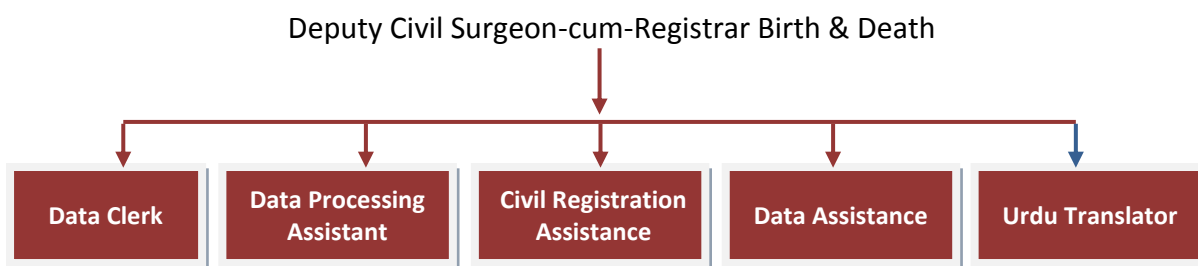 Deputy Civil Surgeon-cum-Registrar Birth & Death
Data Clerk
Data Processing
Assistant
Civil Registration
Assistance
Data Assistance
Urdu Translator